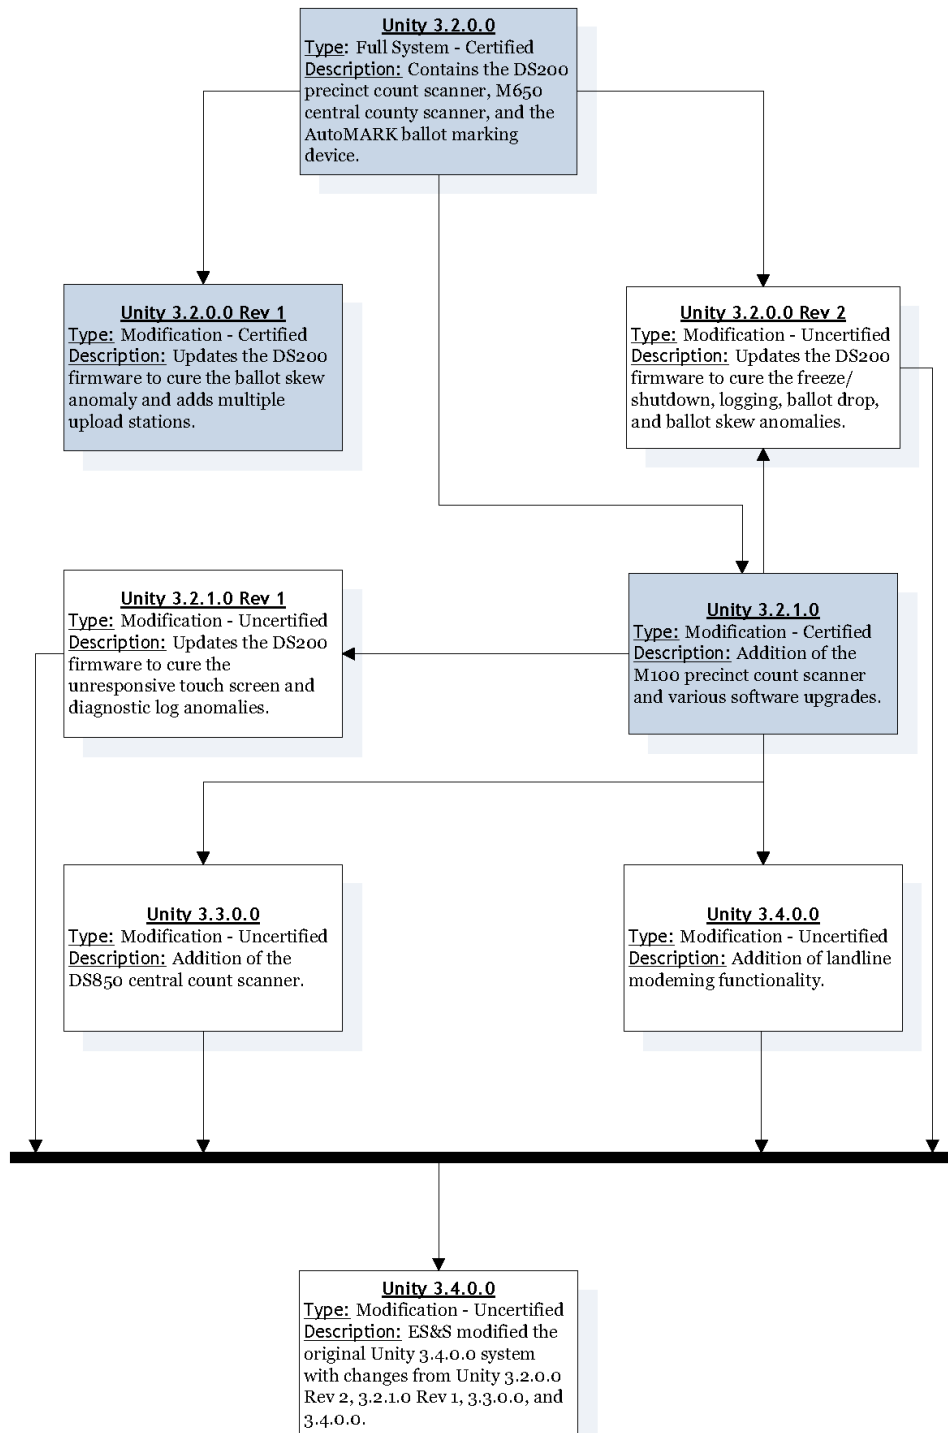 Unity 3.2.0.0
Type: Full System - Certified
Description: Contains the DS200
precinct count scanner, M650
central county scanner, and the
AutoMARK ballot marking
device.
Unity 3.2.0.0 Rev 1
Type: Modification - Certified
Description: Updates the DS200
firmware to cure the ballot skew
anomaly and adds multiple
upload stations.
Unity 3.2.0.0 Rev 2
Type: Modification - Uncertified
Description: Updates the DS200
firmware to cure the freeze/
shutdown, logging, ballot drop,
and ballot skew anomalies.
Unity 3.2.1.0 Rev 1
Type: Modification - Uncertified
Description: Updates the DS200
firmware to cure the
unresponsive touch screen and
diagnostic log anomalies.
Unity 3.2.1.0
Type: Modification - Certified
Description: Addition of the
M100 precinct count scanner
and various software upgrades.
Unity 3.3.0.0
Type: Modification - Uncertified
Description: Addition of the
DS850 central count scanner.
Unity 3.4.0.0
Type: Modification - Uncertified
Description: Addition of landline
modeming functionality.
Unity 3.4.0.0
Type: Modification - Uncertified
Description: ES&S modified the
original Unity 3.4.0.0 system
with changes from Unity 3.2.0.0
Rev 2, 3.2.1.0 Rev 1, 3.3.0.0, and
3.4.0.0.